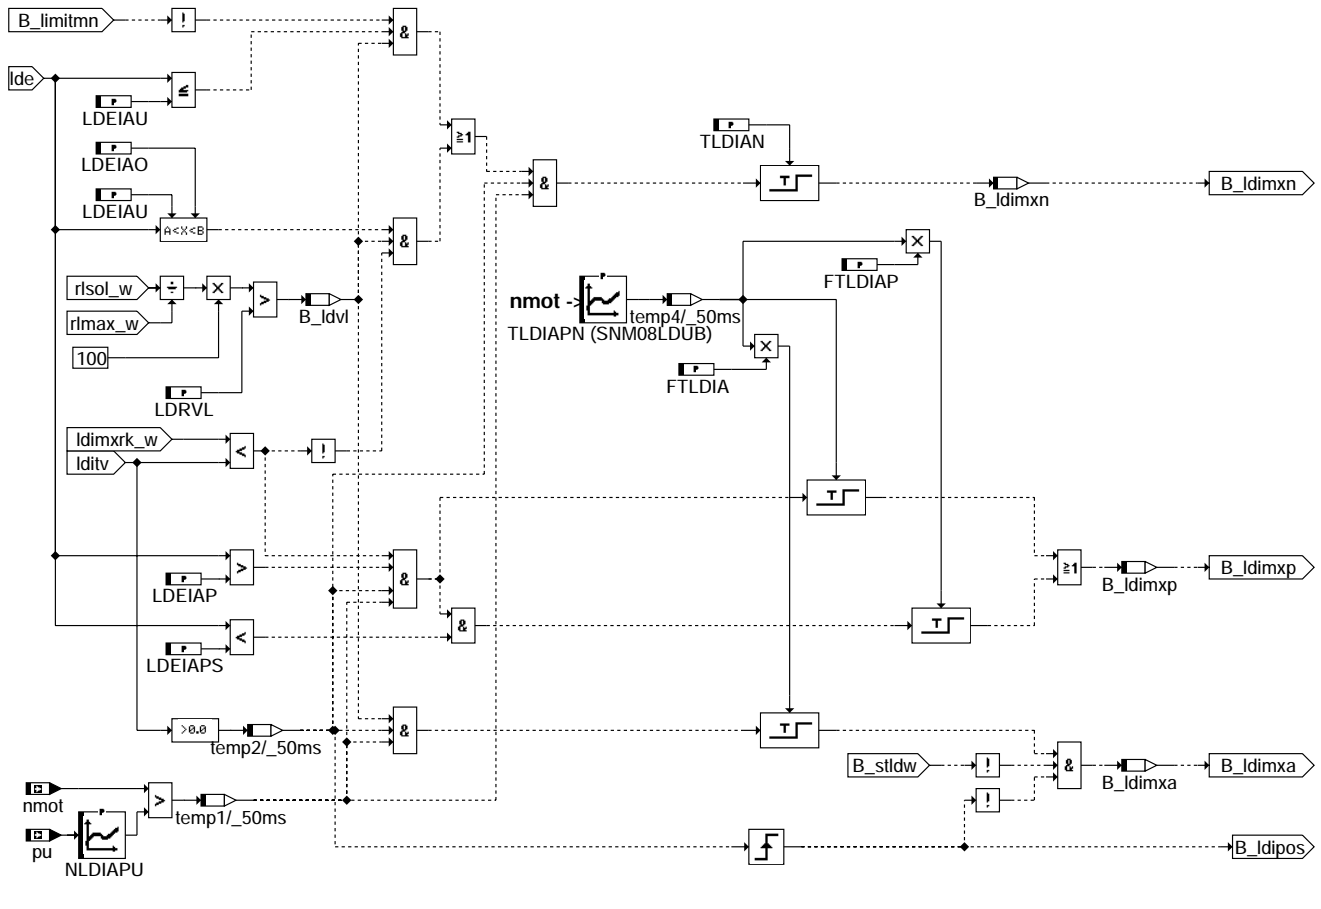 B_limitmn
!
&
lde
≤
P
LDEIAU
≥1
P
TLDIAN
P
LDEIAO
T
&
B_ldimxn
B_ldimxn
P
LDEIAU
A<X<B
&
×
P
FTLDIAP
rlsol_w
÷
×
>
B_ldvl
nmot ->
P
temp4/_50ms
TLDIAPN (SNM08LDUB)
rlmax_w
100
×
P
FTLDIA
P
LDRVL
ldimxrk_w
<
!
lditv
T
>
P
LDEIAP
&
≥1
B_ldimxp
B_ldimxp
<
P
LDEIAPS
&
T
>0.0
temp2/_50ms
&
T
B_stldw
!
&
B_ldimxa
B_ldimxa
nmot
>
temp1/_50ms
!
pu
P
NLDIAPU
B_ldipos